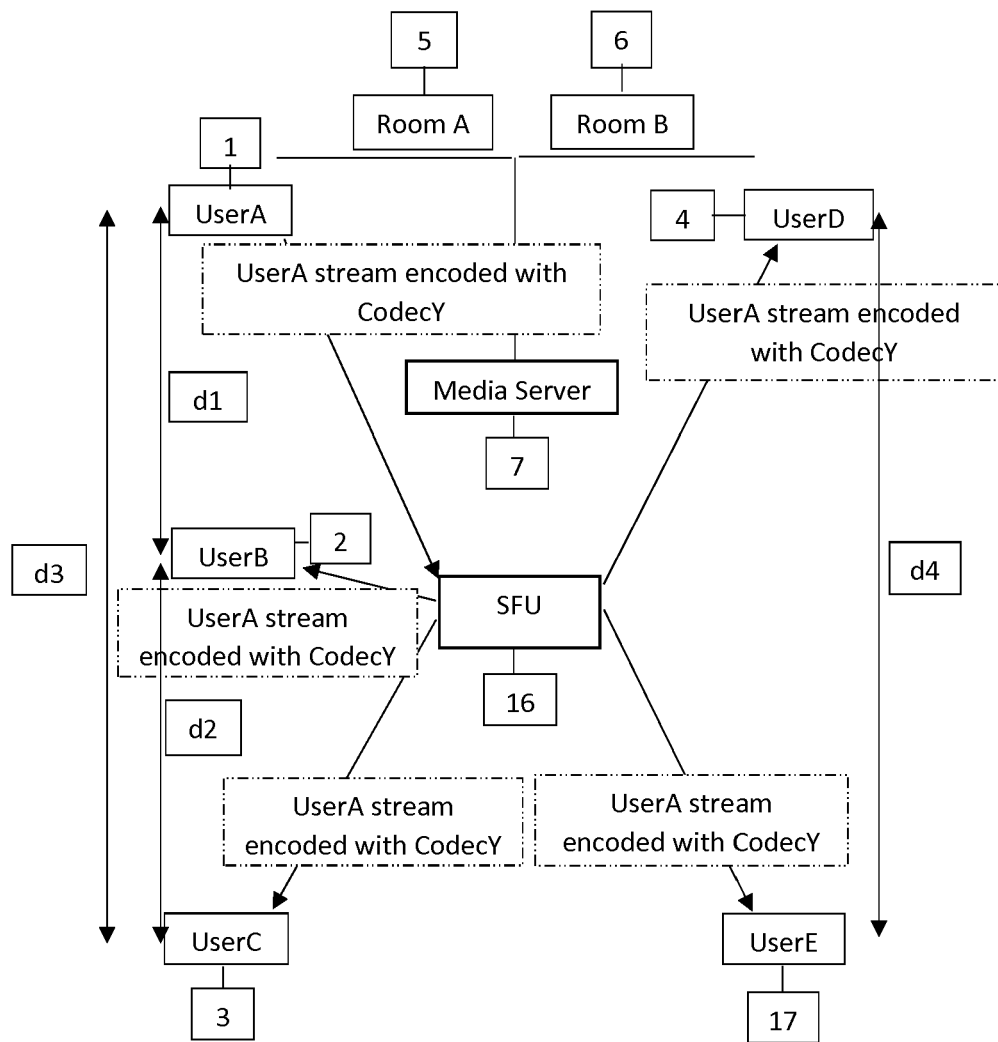 5
6
Room A
Room B
1
UserA
4
UserD
UserA stream encoded with
CodecY
UserA stream encoded
with CodecY
Media Server
d1
7
UserB
2
d3
d4
SFU
UserA stream
encoded with CodecY
16
d2
UserA stream
encoded with CodecY
UserA stream
encoded with CodecY
UserC
UserE
3
17